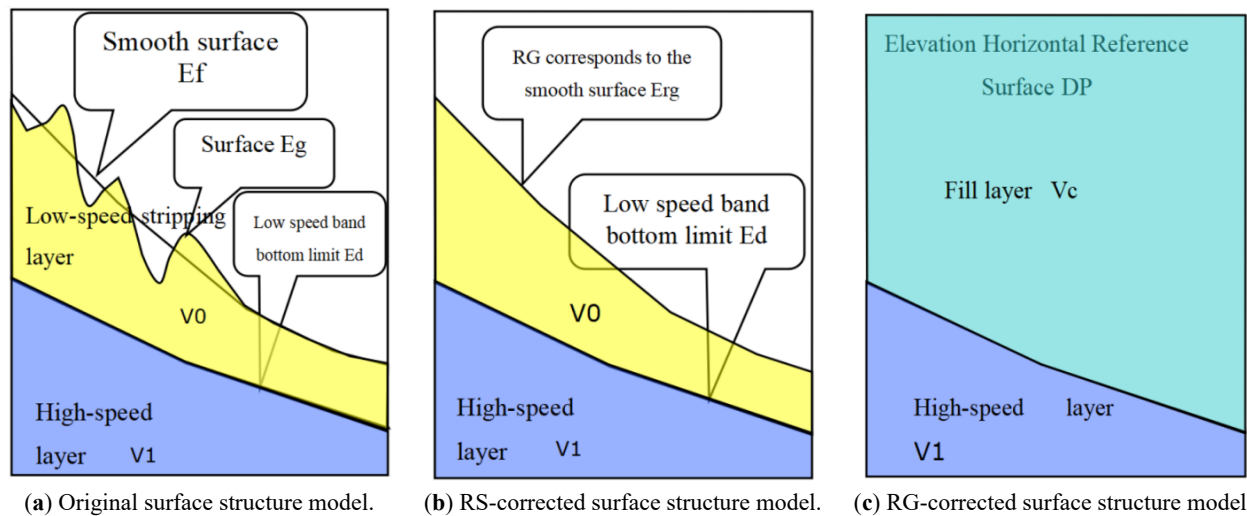 Smooth surface
Ef
Surface Eg
Low-speed stripping
layer
Low speed band
bottom limit Ed
V0
High-speed
layer V1
(a) Original surface structure model.
RG corresponds to the
smooth surface Erg
Low speed band
bottom limit Ed
V0
High-speed
layer V1
(b) RS-corrected surface structure model.
Elevation Horizontal Reference
Surface DP
Fill layer Vc
High-speed layer
V1
(c) RG-corrected surface structure model